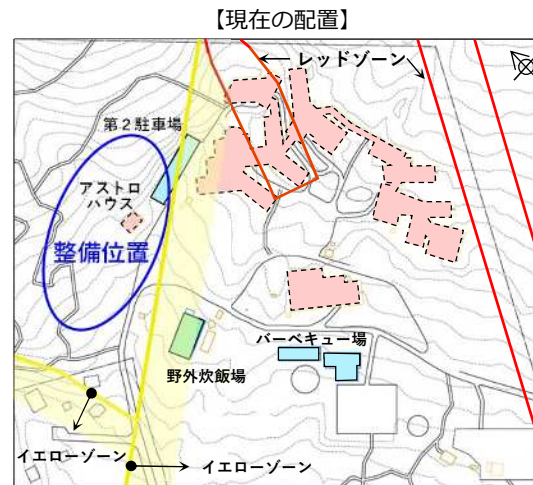 【現在の配置】
レッドゾーン
第2駐車場
アストロ
ハウス
整備位置
バーベキュー場
野外炊飯場
イエローゾーン
イエローゾーン